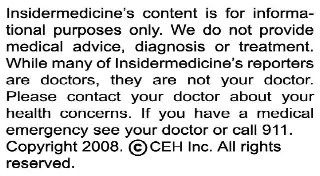 Insidermedicine's content is for informa-
tional purposes only. We do not provide
medical advice, diagnosis or treatment.
While many of Insidermedicine's reporters
are doctors, they are not your doctor.
Please contact your doctor about your
health concerns. If you have a medical
emergency see your doctor or call 911.
Copyright 2008. ©CEH Inc. All rights
reserved.